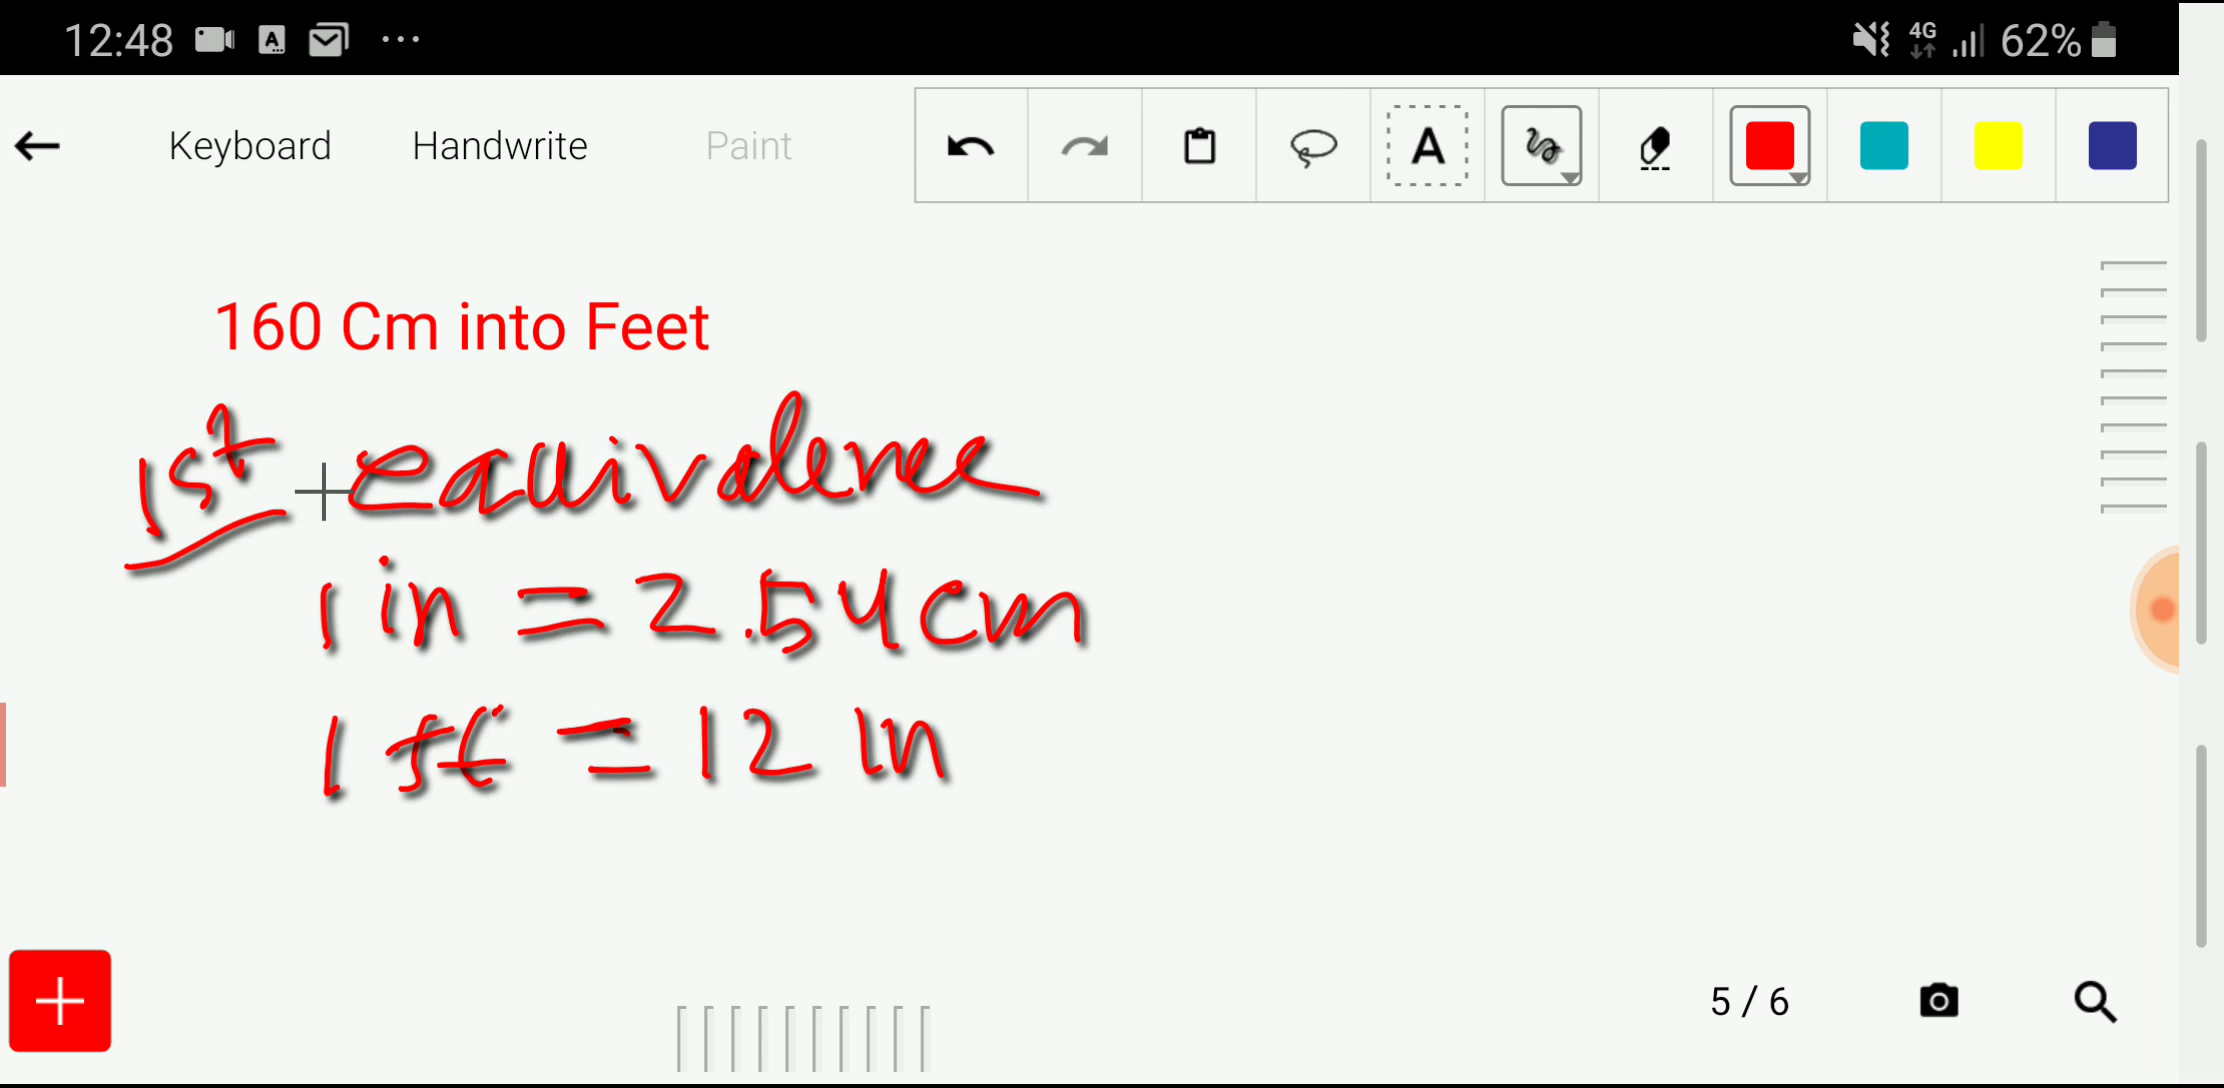 12:48 ... 4G 62%
Keyboard Handwrite Paint A
160 Cm into Feet
1st equivalence
1 in = 2.54 cm
1 ft = 12 in
5 / 6